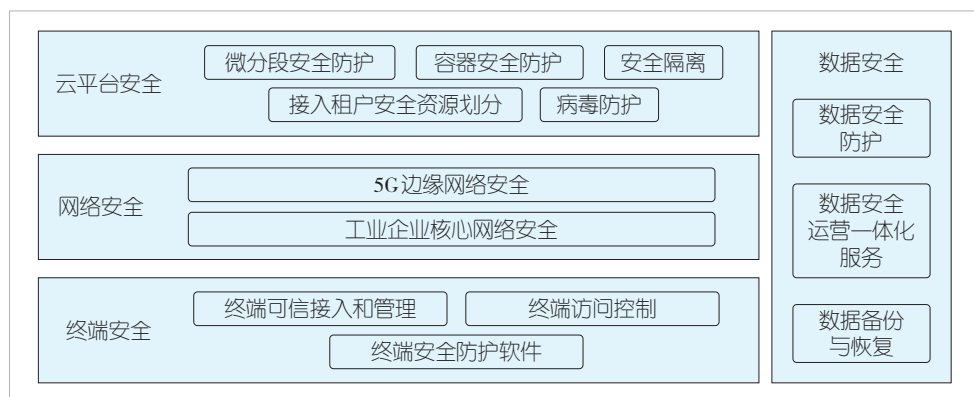 云平台安全
微分段安全防护
容器安全防护
安全隔离
接入租户安全资源划分
病毒防护
网络安全
5G边缘网络安全
工业企业核心网络安全
终端安全
终端可信接入和管理
终端访问控制
终端安全防护软件
数据安全
数据安全
防护
数据安全
运营一体化
服务
数据备份
与恢复